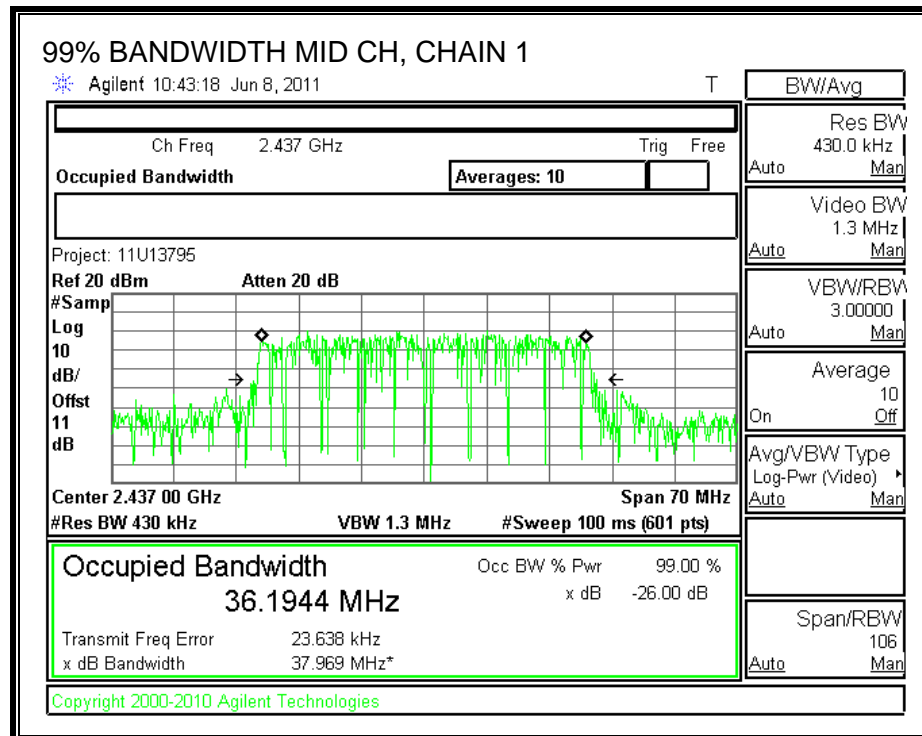 99% BANDWIDTH MID CH, CHAIN 1
Agilent 10:43:18 Jun 8, 2011 T
Ch Freq 2.437 GHz Trig Free
Occupied Bandwidth Averages: 10
Project: 11U13795
Ref 20 dBm Atten 20 dB
#Samp
Log
10
dB/
Offst
11
dB
Center 2.437 00 GHz Span 70 MHz
#Res BW 430 kHz VBW 1.3 MHz #Sweep 100 ms (601 pts)
Occupied Bandwidth Occ BW % Pwr 99.00 %
36.1944 MHz x dB -26.00 dB
Transmit Freq Error 23.638 kHz
x dB Bandwidth 37.969 MHz*
Copyright 2000-2010 Agilent Technologies
BW/Avg
Res BW
430.0 kHz
Auto Man
Video BW
1.3 MHz
Auto Man
VBW/RBW
3.00000
Auto Man
Average
10
On Off
Avg/VBW Type
Log-Pwr (Video)
Auto Man
Span/RBW
106
Auto Man